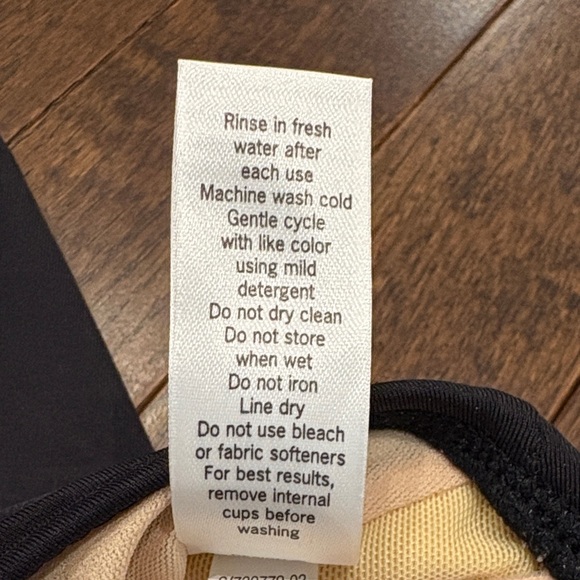 Rinse in fresh
water after
each use
Machine wash cold
Gentle cycle
with like color
using mild
detergent
Do not dry clean
Do not store
when wet
Do not iron
Line dry
Do not use bleach
or fabric softeners
For best results,
remove internal
cups before
washing